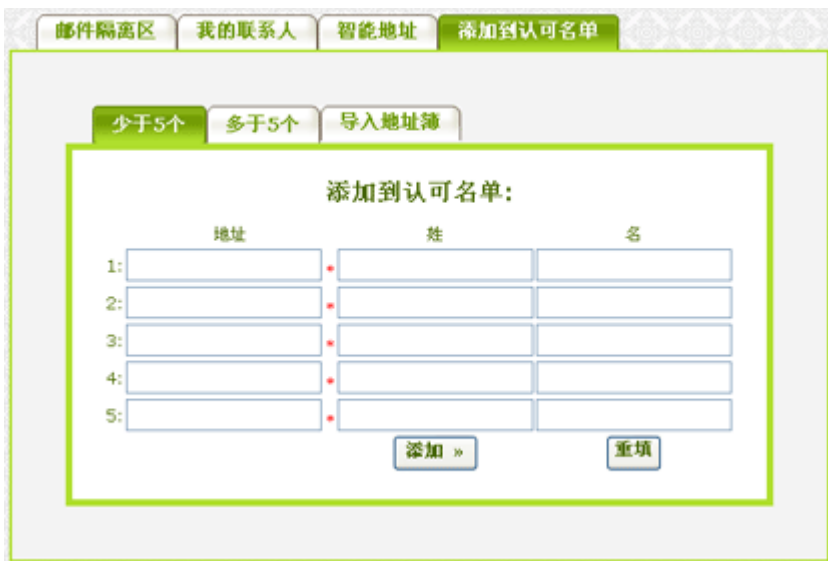 邮件隔离区 我的联系人 智能地址 添加到认可名单
少于5个 多于5个 导入地址簿
添加到认可名单:
地址 姓 名
1: *
2: *
3: *
4: *
5: *
添加 » 重填